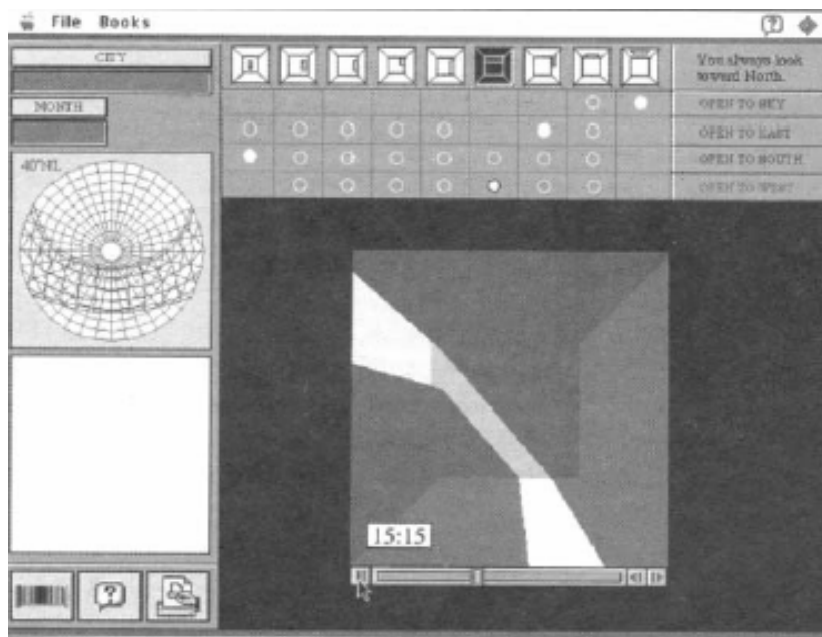 File Books
CITY
You always look
toward North.
MONTH
OPEN TO SKY
OPEN TO EAST
OPEN TO SOUTH
OPEN TO WEST
40°NL
15:15